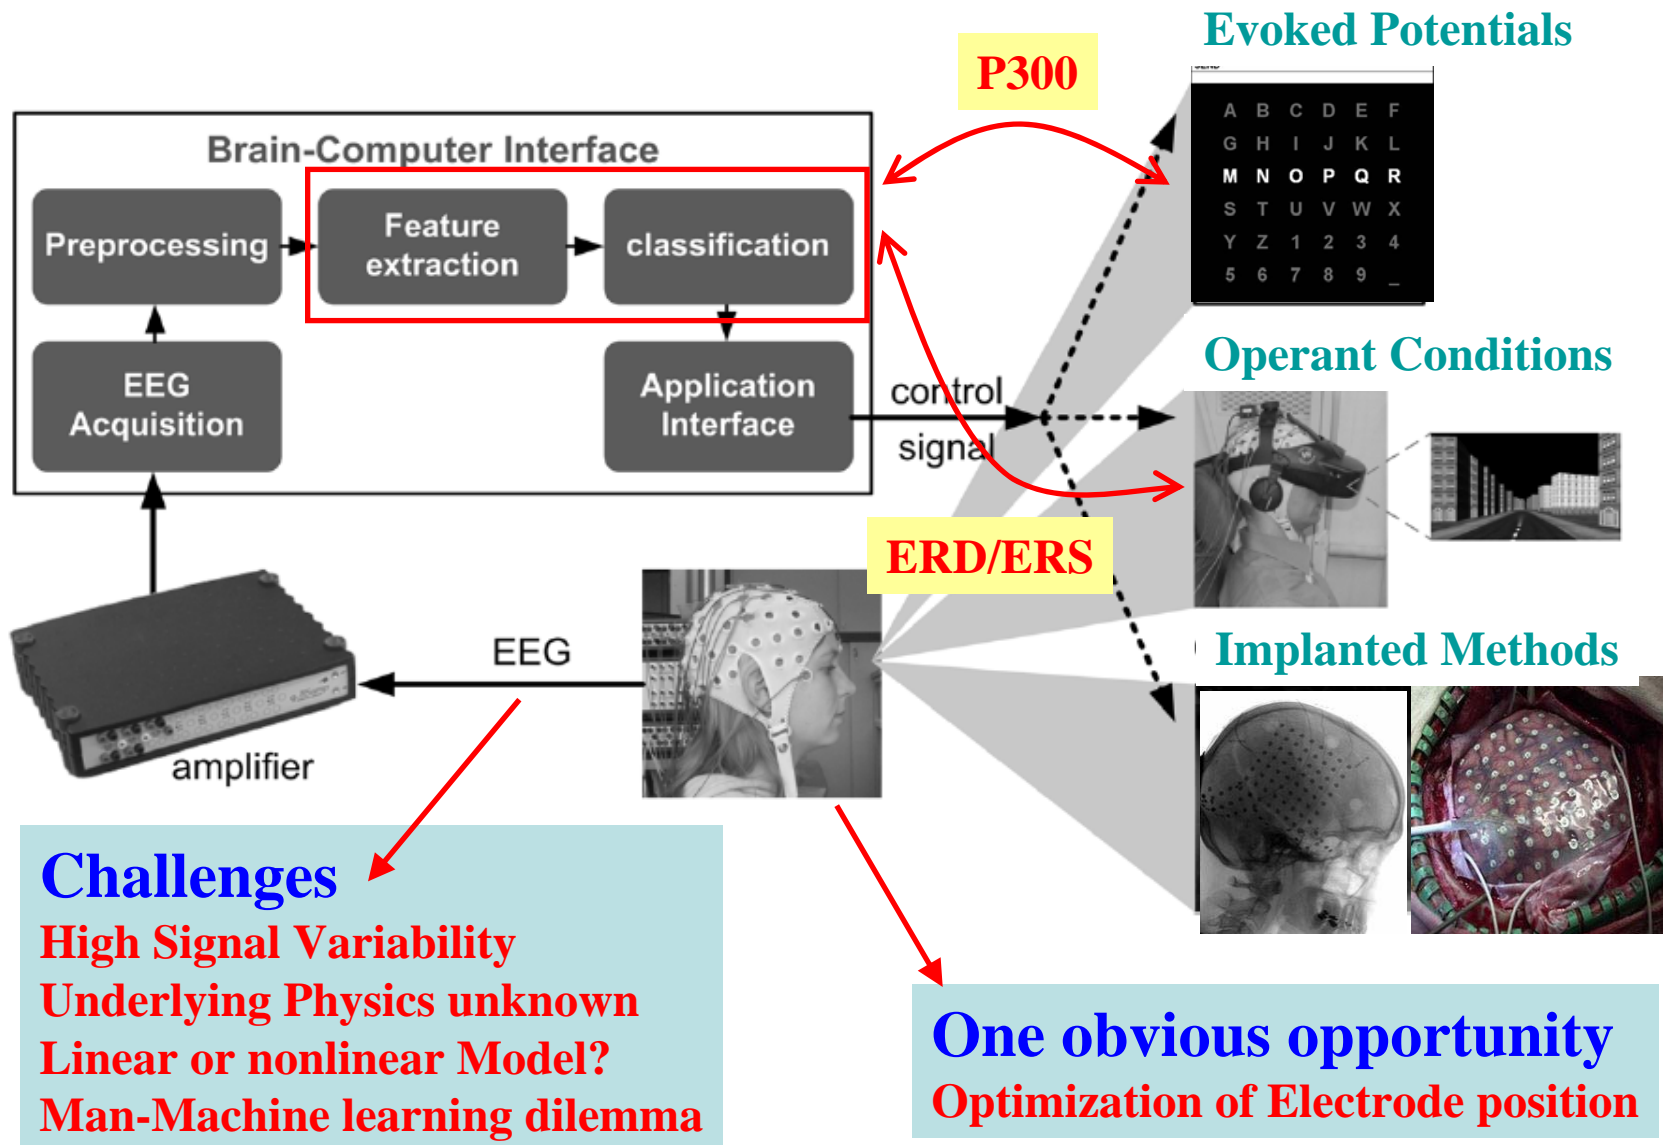 Evoked Potentials
P300
SEND
A B C D E F
G H I J K L
M N O P Q R
S T U V W X
Y Z 1 2 3 4
5 6 7 8 9 _
Brain-Computer Interface
Preprocessing
Feature
extraction
classification
EEG
Acquisition
Application
Interface
control
signal
Operant Conditions
ERD/ERS
EEG
amplifier
Implanted Methods
Challenges
High Signal Variability
Underlying Physics unknown
Linear or nonlinear Model?
Man-Machine learning dilemma
One obvious opportunity
Optimization of Electrode position